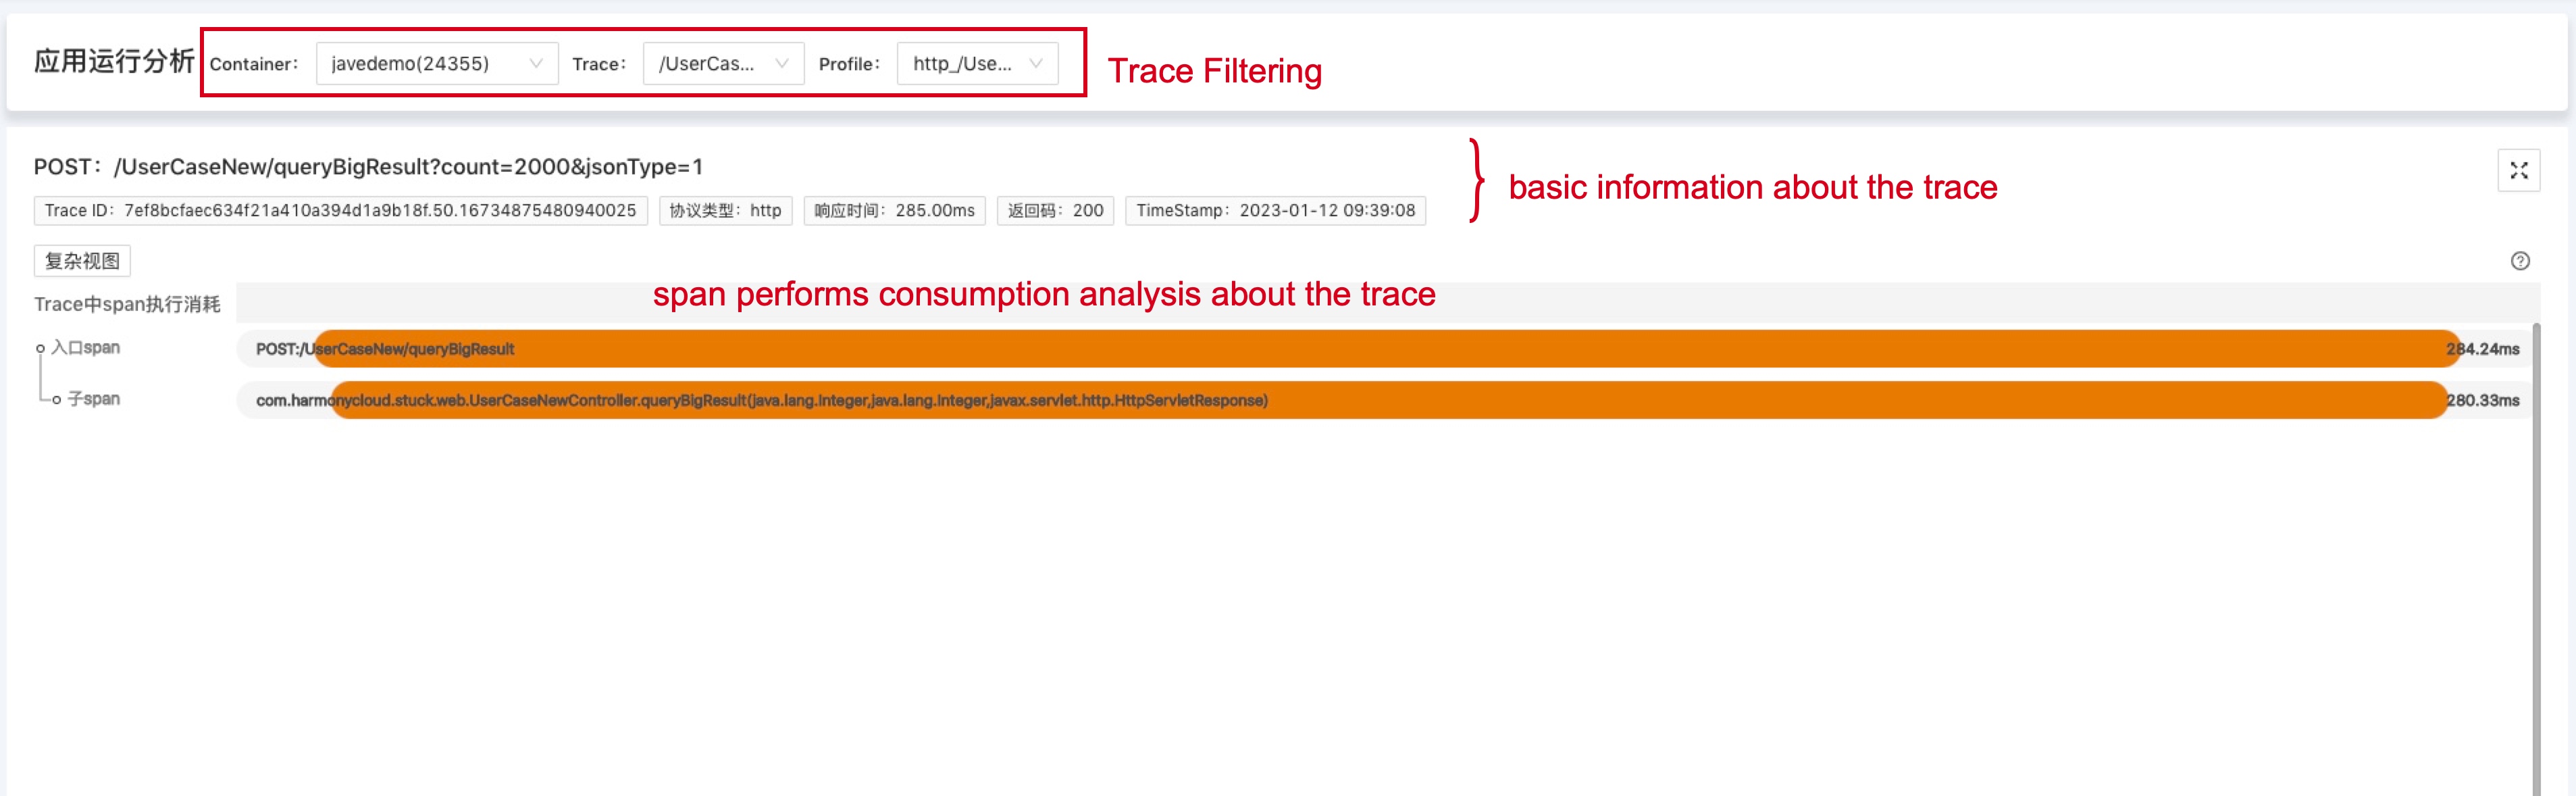 应用运行分析 Container： javedemo(24355) Trace： /UserCas... Profile： http_/Use... Trace Filtering
POST：/UserCaseNew/queryBigResult?count=2000&jsonType=1
basic information about the trace
Trace ID：7ef8bcfaec634f21a410a394d1a9b18f.50.16734875480940025 协议类型：http 响应时间：285.00ms 返回码：200 TimeStamp：2023-01-12 09:39:08
复杂视图
span performs consumption analysis about the trace
Trace中span执行消耗
入口span POST:/UserCaseNew/queryBigResult 284.24ms
子span com.harmonycloud.stuck.web.UserCaseNewController.queryBigResult(java.lang.Integer,java.lang.Integer,javax.servlet.http.HttpServletResponse) 280.33ms